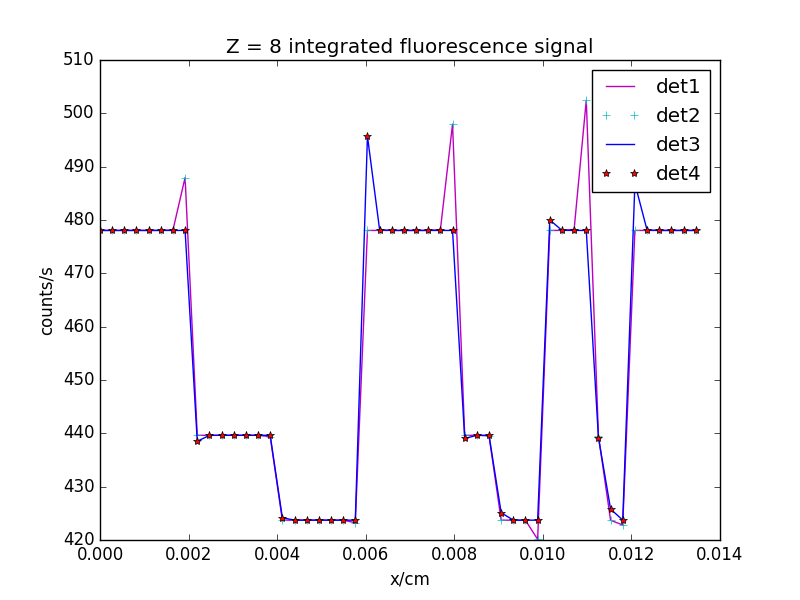 Z = 8 integrated fluorescence signal
510
500
490
480
470
460
450
440
430
420
counts/s
det1
det2
det3
det4
0.000
0.002
0.004
0.006
0.008
0.010
0.012
0.014
x/cm